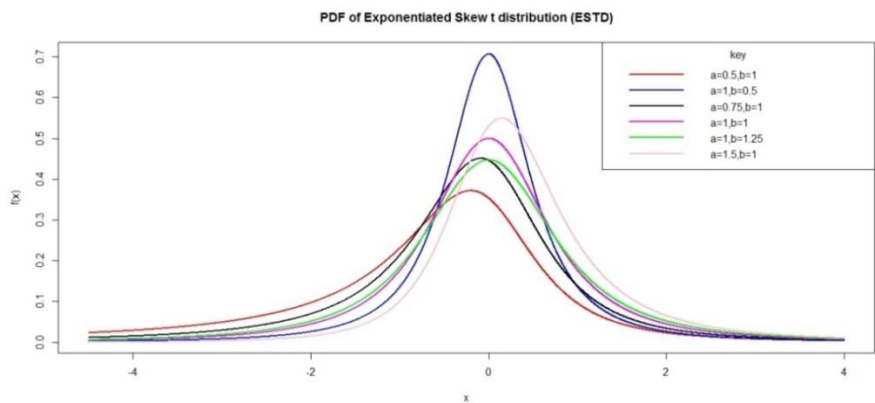 PDF of Exponentiated Skew t distribution (ESTD)
key
a=0.5,b=1
a=1,b=0.5
a=0.75,b=1
a=1,b=1
a=1,b=1.25
a=1.5,b=1
f(x)
0.7
0.6
0.5
0.4
0.3
0.2
0.1
0.0
-4 -2 0 2 4
x